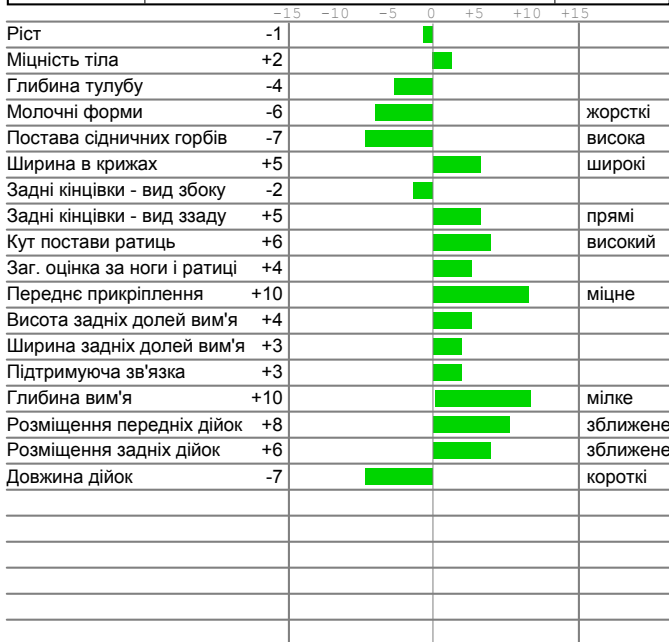 -15 -10 -5 0 +5 +10 +15
Ріст -1
Міцність тіла +2
Глибина тулубу -4
Молочні форми -6 жорсткі
Постава сідничних горбів -7 висока
Ширина в крижах +5 широкі
Задні кінцівки - вид збоку -2
Задні кінцівки - вид ззаду +5 прямі
Кут постави ратиць +6 високий
Заг. оцінка за ноги і ратиці +4
Переднє прикріплення +10 міцне
Висота задніх долей вим'я +4
Ширина задніх долей вим'я +3
Підтримуюча зв'язка +3
Глибина вим'я +10 мілке
Розміщення передніх дійок +8 зближене
Розміщення задніх дійок +6 зближене
Довжина дійок -7 короткі